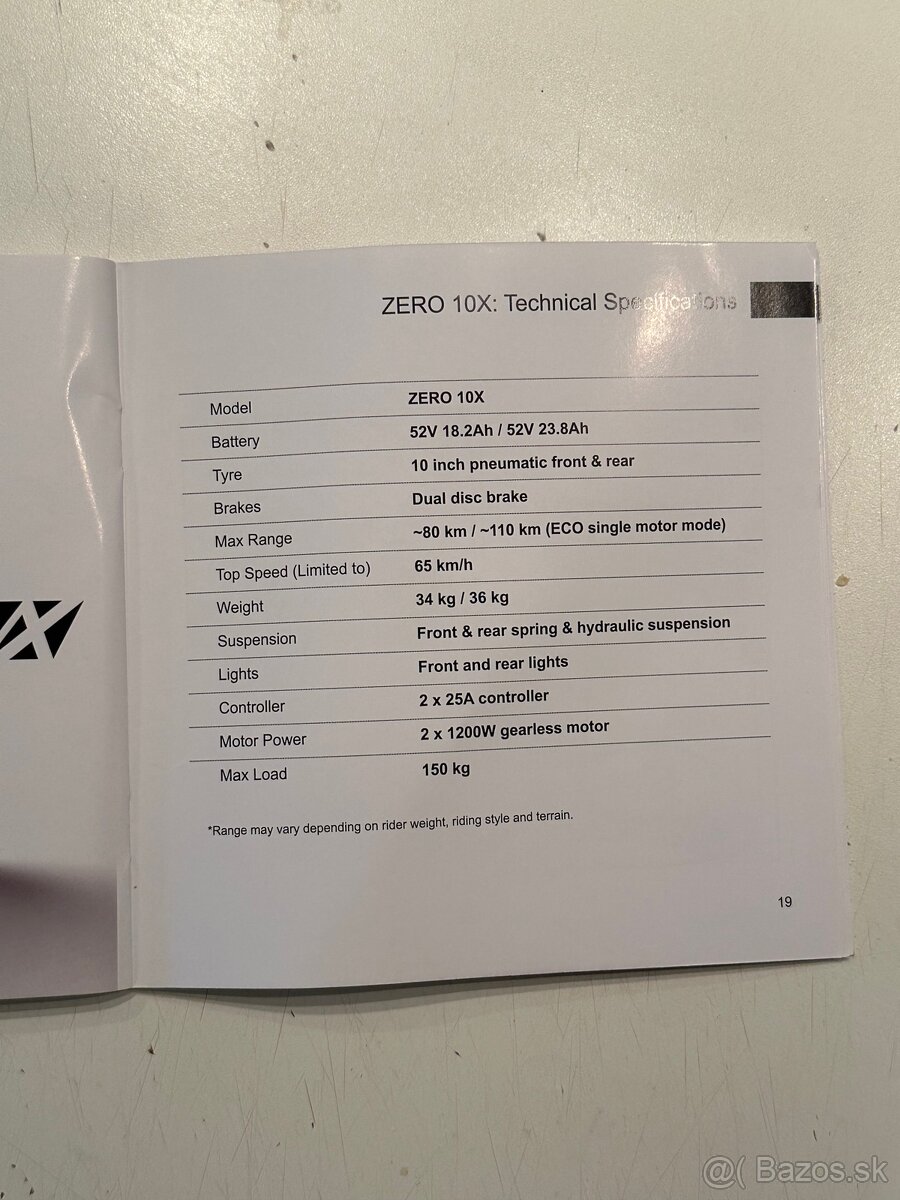 ZERO 10X: Technical Specifications
Model ZERO 10X
Battery 52V 18.2Ah / 52V 23.8Ah
Tyre 10 inch pneumatic front & rear
Brakes Dual disc brake
Max Range ~80 km / ~110 km (ECO single motor mode)
Top Speed (Limited to) 65 km/h
Weight 34 kg / 36 kg
Suspension Front & rear spring & hydraulic suspension
Lights Front and rear lights
Controller 2 x 25A controller
Motor Power 2 x 1200W gearless motor
Max Load 150 kg
*Range may vary depending on rider weight, riding style and terrain.
19
X
@( Bazos.sk